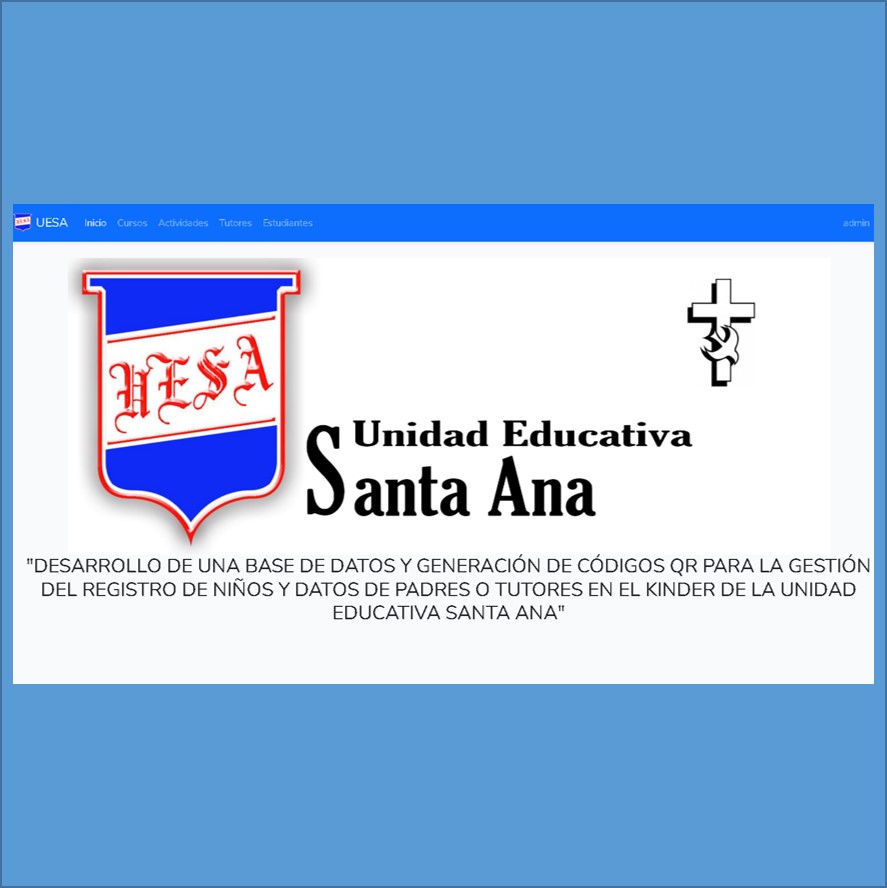 UESA UESA Inicio Cursos Actividades Tutores Estudiantes admin
UESA
Unidad Educativa
Santa Ana
"DESARROLLO DE UNA BASE DE DATOS Y GENERACIÓN DE CÓDIGOS QR PARA LA GESTIÓN
DEL REGISTRO DE NIÑOS Y DATOS DE PADRES O TUTORES EN EL KINDER DE LA UNIDAD
EDUCATIVA SANTA ANA"